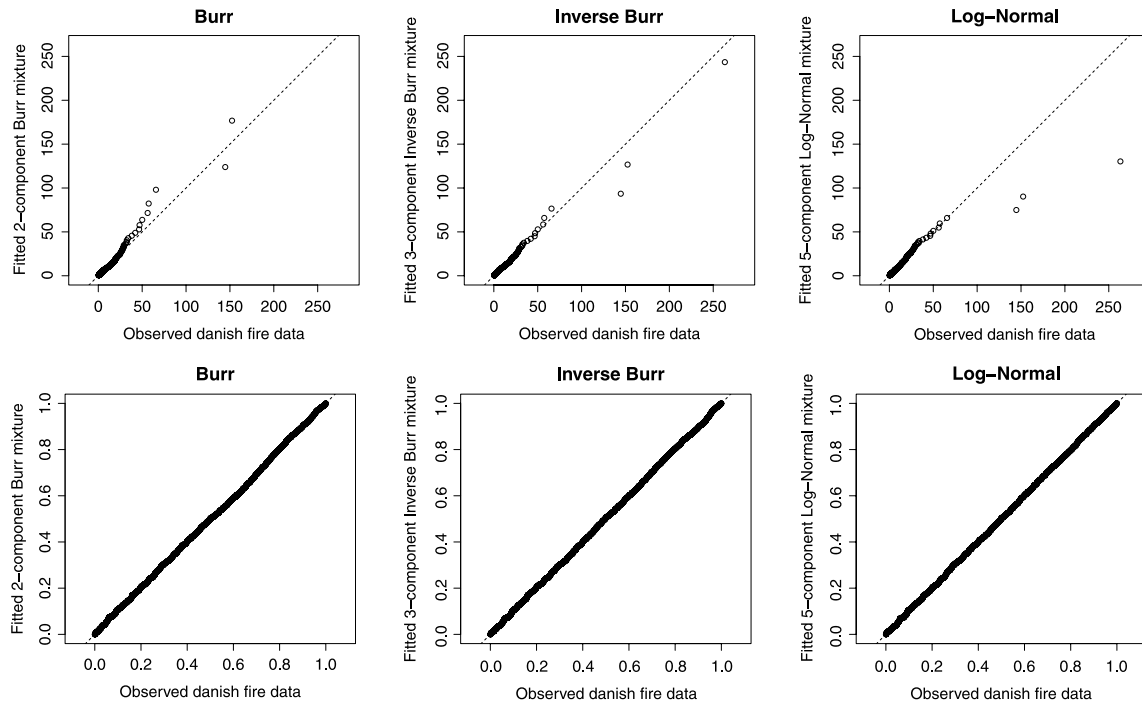 Burr
Fitted 2−component Burr mixture
250
200
150
100
50
0
0 50 100 150 200 250
Observed danish fire data
Inverse Burr
Fitted 3−component Inverse Burr mixture
250
200
150
100
50
0
0 50 100 150 200 250
Observed danish fire data
Log−Normal
Fitted 5−component Log−Normal mixture
250
200
150
100
50
0
0 50 100 150 200 250
Observed danish fire data
Burr
Fitted 2−component Burr mixture
1.0
0.8
0.6
0.4
0.2
0.0
0.0 0.2 0.4 0.6 0.8 1.0
Observed danish fire data
Inverse Burr
Fitted 3−component Inverse Burr mixture
1.0
0.8
0.6
0.4
0.2
0.0
0.0 0.2 0.4 0.6 0.8 1.0
Observed danish fire data
Log−Normal
Fitted 5−component Log−Normal mixture
1.0
0.8
0.6
0.4
0.2
0.0
0.0 0.2 0.4 0.6 0.8 1.0
Observed danish fire data